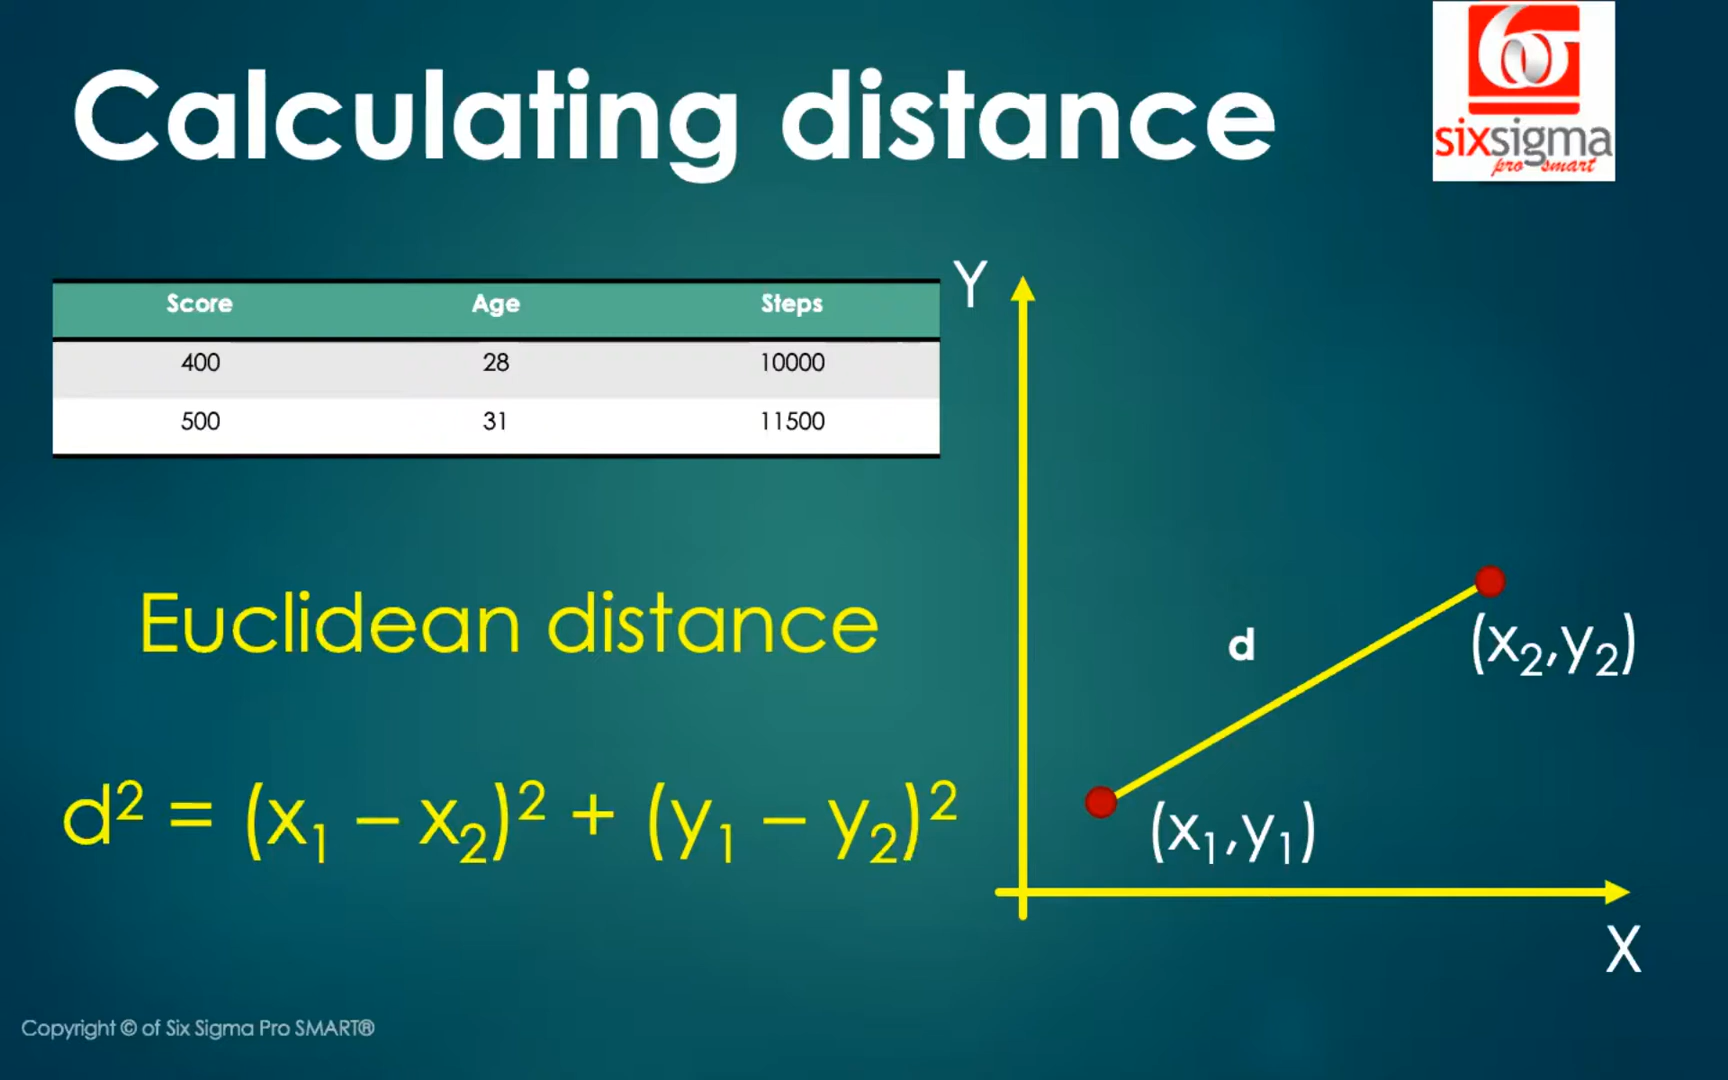 Calculating distance
6σ
sixsigma
pro smart
Score Age Steps
400 28 10000
500 31 11500
Euclidean distance
d² = (x₁ – x₂)² + (y₁ – y₂)²
Y
d
(x₂,y₂)
(x₁,y₁)
X
Copyright © of Six Sigma Pro SMART®